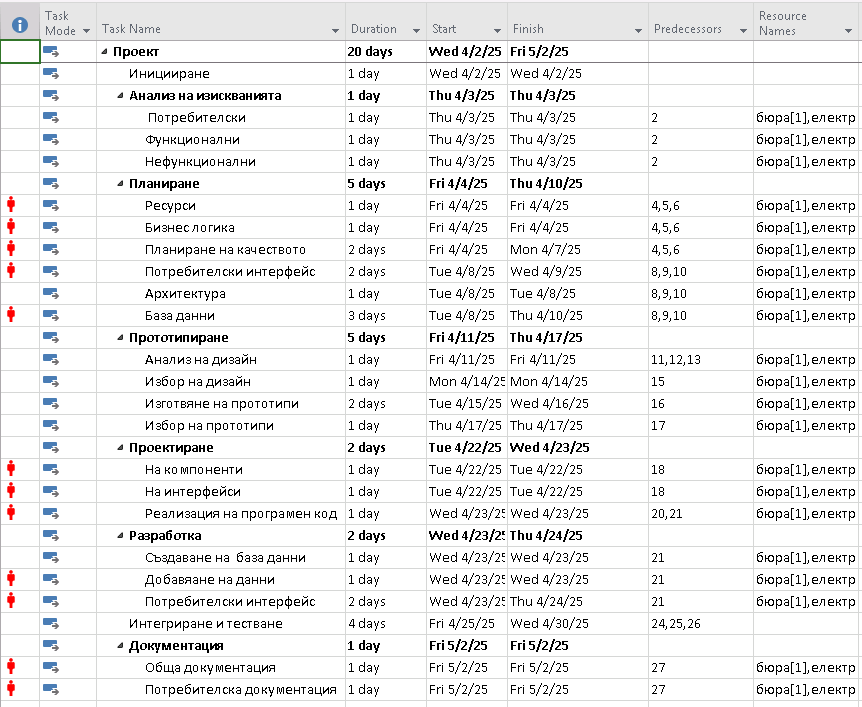 Task Mode Task Name Duration Start Finish Predecessors Resource Names
Проект 20 days Wed 4/2/25 Fri 5/2/25
Иницииране 1 day Wed 4/2/25 Wed 4/2/25
Анализ на изискванията 1 day Thu 4/3/25 Thu 4/3/25
Потребителски 1 day Thu 4/3/25 Thu 4/3/25 2 бюра[1],електр
Функционални 1 day Thu 4/3/25 Thu 4/3/25 2 бюра[1],електр
Нефункционални 1 day Thu 4/3/25 Thu 4/3/25 2 бюра[1],електр
Планиране 5 days Fri 4/4/25 Thu 4/10/25
Ресурси 1 day Fri 4/4/25 Fri 4/4/25 4,5,6 бюра[1],електр
Бизнес логика 1 day Fri 4/4/25 Fri 4/4/25 4,5,6 бюра[1],електр
Планиране на качеството 2 days Fri 4/4/25 Mon 4/7/25 4,5,6 бюра[1],електр
Потребителски интерфейс 2 days Tue 4/8/25 Wed 4/9/25 8,9,10 бюра[1],електр
Архитектура 1 day Tue 4/8/25 Tue 4/8/25 8,9,10 бюра[1],електр
База данни 3 days Tue 4/8/25 Thu 4/10/25 8,9,10 бюра[1],електр
Прототипиране 5 days Fri 4/11/25 Thu 4/17/25
Анализ на дизайн 1 day Fri 4/11/25 Fri 4/11/25 11,12,13 бюра[1],електр
Избор на дизайн 1 day Mon 4/14/25 Mon 4/14/25 15 бюра[1],електр
Изготвяне на прототипи 2 days Tue 4/15/25 Wed 4/16/25 16 бюра[1],електр
Избор на прототипи 1 day Thu 4/17/25 Thu 4/17/25 17 бюра[1],електр
Проектиране 2 days Tue 4/22/25 Wed 4/23/25
На компоненти 1 day Tue 4/22/25 Tue 4/22/25 18 бюра[1],електр
На интерфейси 1 day Tue 4/22/25 Tue 4/22/25 18 бюра[1],електр
Реализация на програмен код 1 day Wed 4/23/25 Wed 4/23/25 20,21 бюра[1],електр
Разработка 2 days Wed 4/23/25 Thu 4/24/25
Създаване на база данни 1 day Wed 4/23/25 Wed 4/23/25 21 бюра[1],електр
Добавяане на данни 1 day Wed 4/23/25 Wed 4/23/25 21 бюра[1],електр
Потребителски интерфейс 2 days Wed 4/23/25 Thu 4/24/25 21 бюра[1],електр
Интегриране и тестване 4 days Fri 4/25/25 Wed 4/30/25 24,25,26
Документация 1 day Fri 5/2/25 Fri 5/2/25
Обща документация 1 day Fri 5/2/25 Fri 5/2/25 27 бюра[1],електр
Потребителска документация 1 day Fri 5/2/25 Fri 5/2/25 27 бюра[1],електр